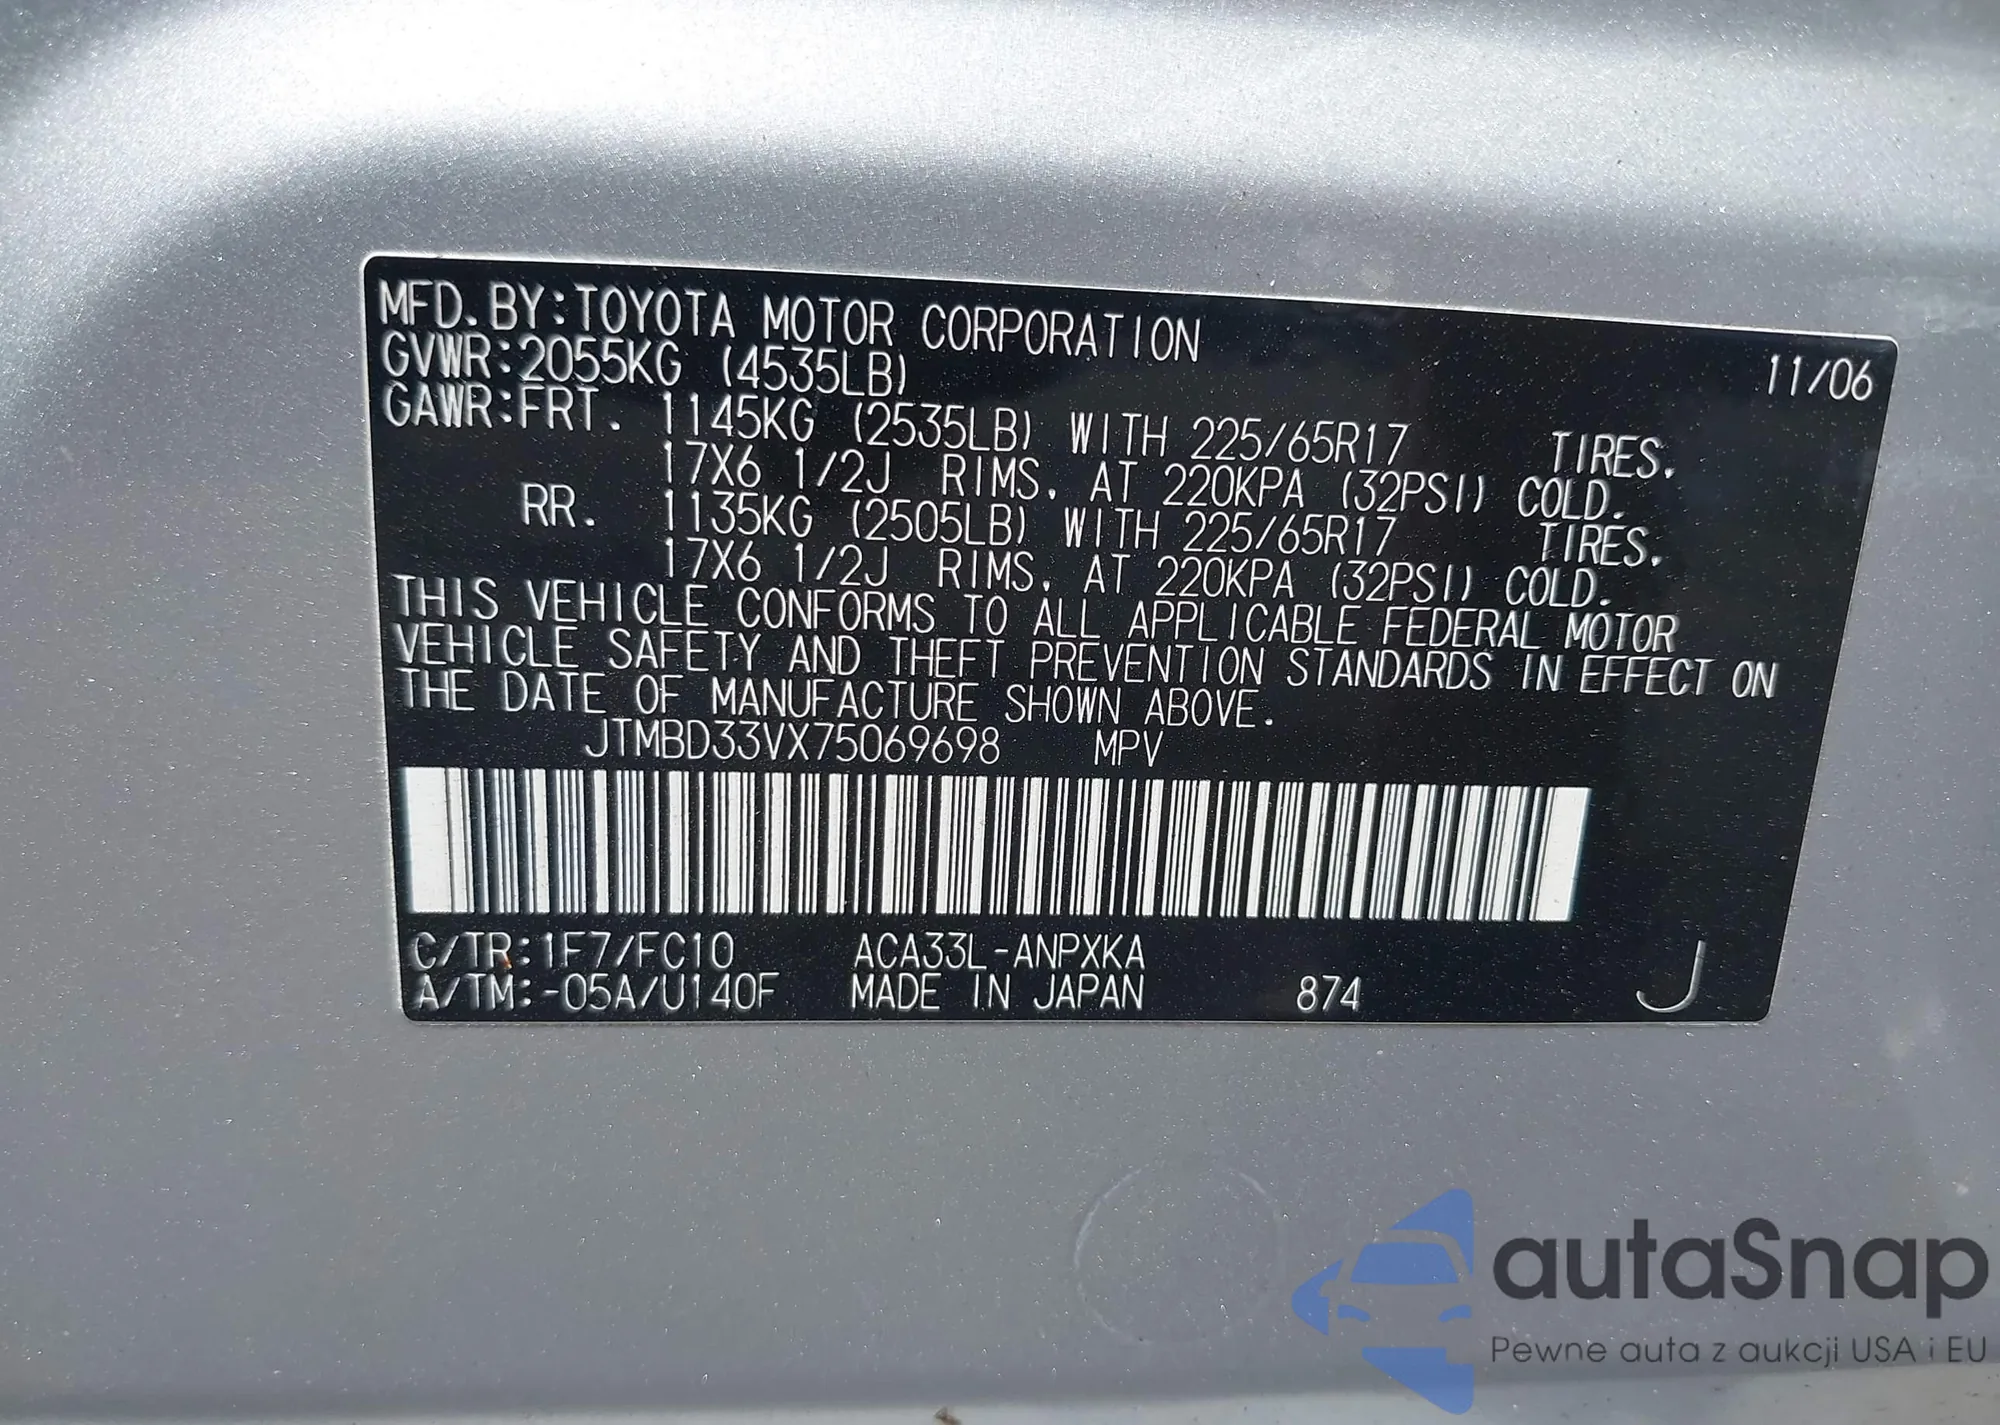 MFD. BY: TOYOTA MOTOR CORPORATION 11/06
GVWR: 2055KG (4535LB)
GAWR: FRT. 1145KG (2535LB) WITH 225/65R17 TIRES.
17X6 1/2J RIMS. AT 220KPA (32PSI) COLD.
RR. 1135KG (2505LB) WITH 225/65R17 TIRES.
17X6 1/2J RIMS. AT 220KPA (32PSI) COLD.
THIS VEHICLE CONFORMS TO ALL APPLICABLE FEDERAL MOTOR
VEHICLE SAFETY AND THEFT PREVENTION STANDARDS IN EFFECT ON
THE DATE OF MANUFACTURE SHOWN ABOVE.
JTMBD33VX75069698 MPV
C/TR: 1F7/FC10 ACA33L-ANPXKA
A/TM: -05A/U140F MADE IN JAPAN 874 J
autaSnap
Pewne auta z aukcji USA i EU